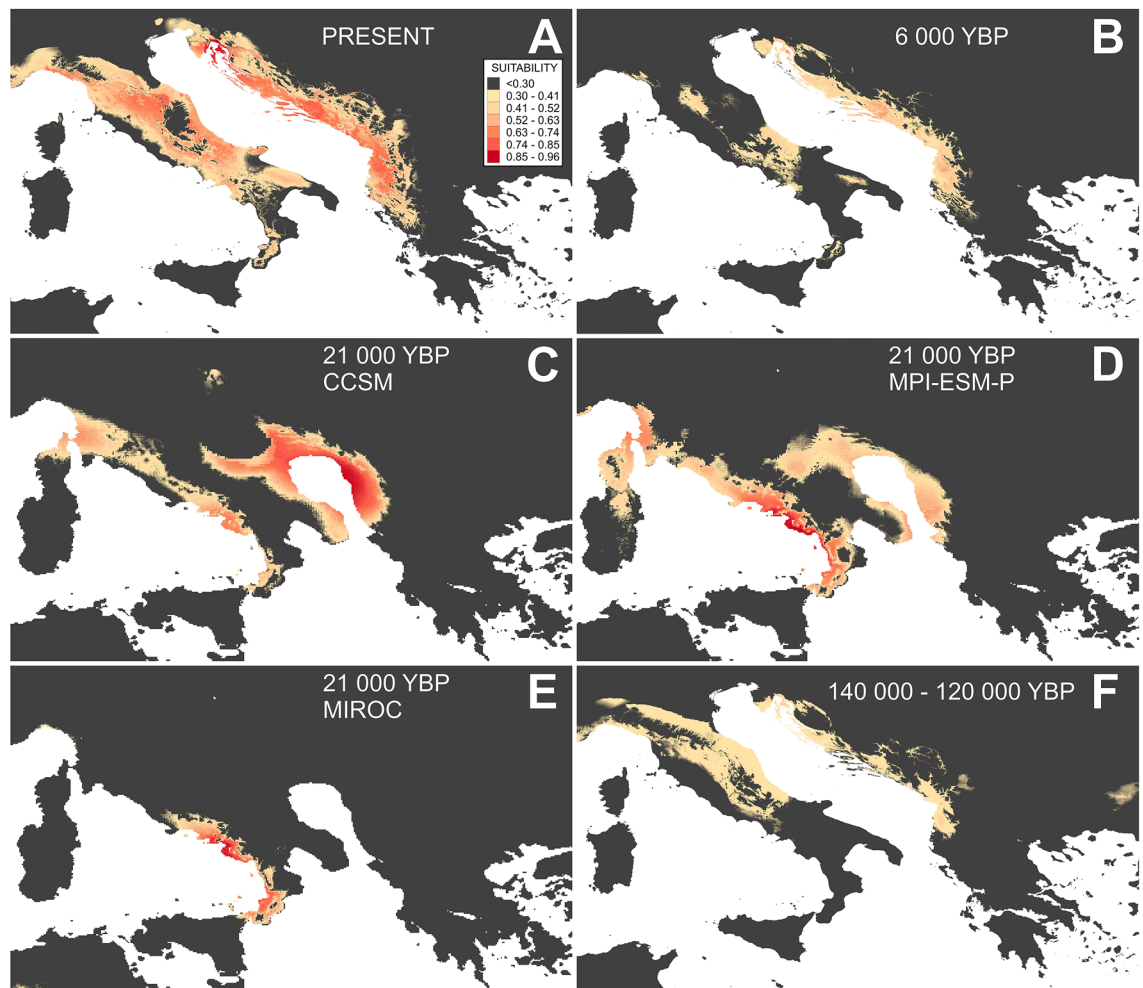 PRESENT
A
SUITABILITY
<0.30
0.30 - 0.41
0.41 - 0.52
0.52 - 0.63
0.63 - 0.74
0.74 - 0.85
0.85 - 0.96
6 000 YBP
B
21 000 YBP
CCSM
C
21 000 YBP
MPI-ESM-P
D
21 000 YBP
MIROC
E
140 000 - 120 000 YBP
F